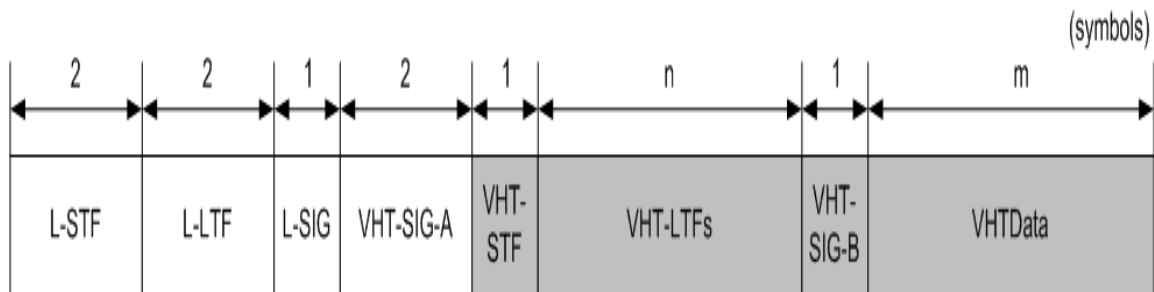 (symbols)
2 2 1 2 1 n 1 m
L-STF L-LTF L-SIG VHT-SIG-A VHT-
STF VHT-LTFs VHT-
SIG-B VHTData